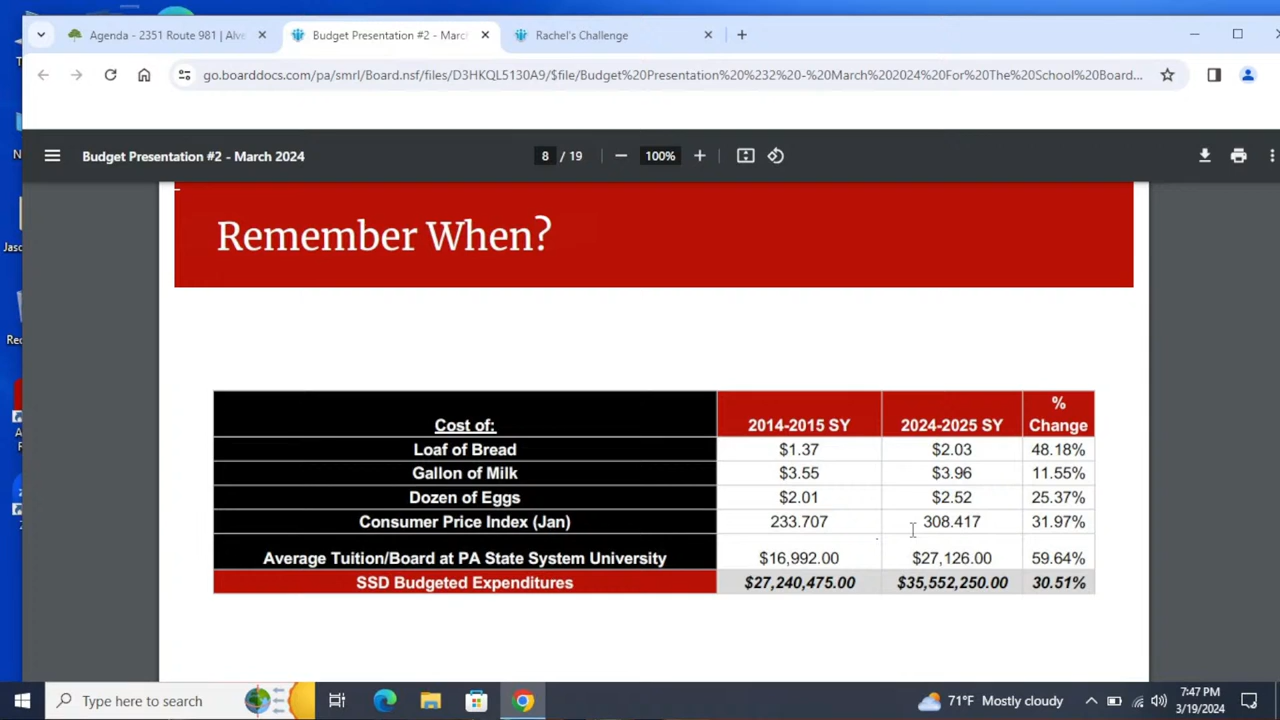 Agenda - 2351 Route 981 | Alve
Budget Presentation #2 - Marc
Rachel's Challenge
go.boarddocs.com/pa/smrl/Board.nsf/files/D3HKQL5130A9/$file/Budget%20Presentation%20%232%20-%20March%202024%20For%20The%20School%20Board...
Budget Presentation #2 - March 2024
8 / 19
100%
Remember When?
Cost of: 2014-2015 SY 2024-2025 SY % Change
Loaf of Bread $1.37 $2.03 48.18%
Gallon of Milk $3.55 $3.96 11.55%
Dozen of Eggs $2.01 $2.52 25.37%
Consumer Price Index (Jan) 233.707 308.417 31.97%
Average Tuition/Board at PA State System University $16,992.00 $27,126.00 59.64%
SSD Budgeted Expenditures $27,240,475.00 $35,552,250.00 30.51%
Jasc
Rec
Type here to search
71°F Mostly cloudy
7:47 PM
3/19/2024